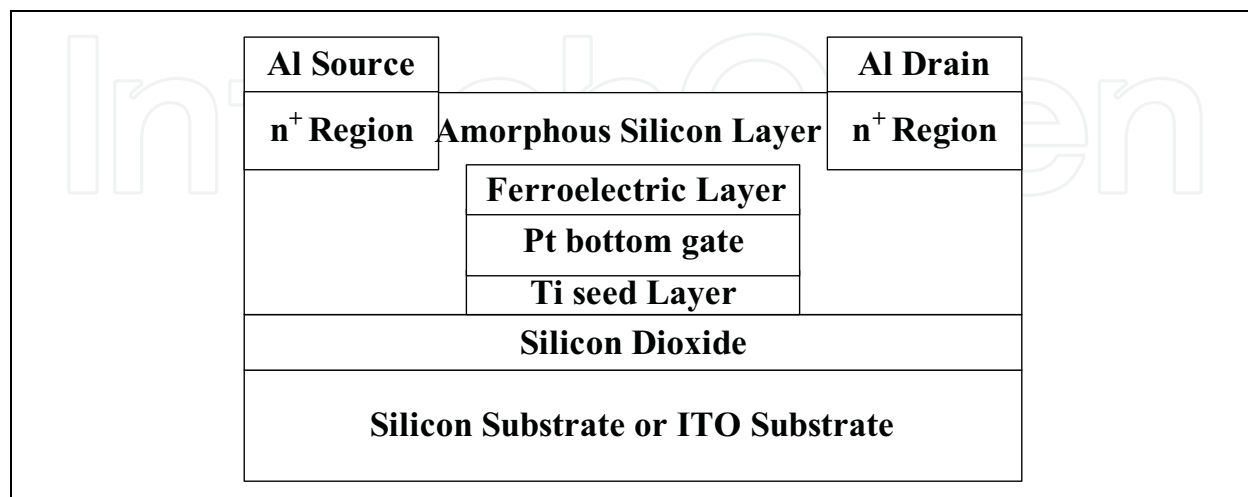 IntechOpen
Al Source
Al Drain
n+ Region
Amorphous Silicon Layer
n+ Region
Ferroelectric Layer
Pt bottom gate
Ti seed Layer
Silicon Dioxide
Silicon Substrate or ITO Substrate